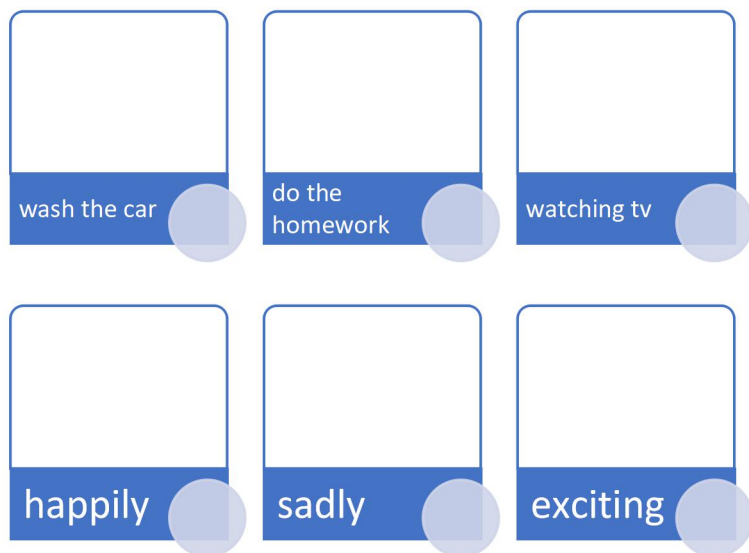 wash the car
do the
homework
watching tv
happily
sadly
exciting